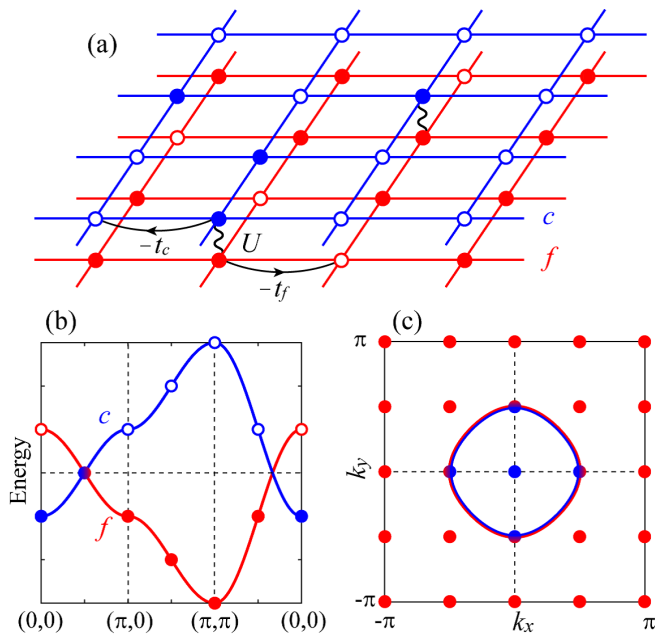 (a)
c
−t_c
U
f
−t_f
(b)
(c)
Energy
c
f
(0,0)
(π,0)
(π,π)
(0,0)
π
k_y
-π
-π
k_x
π